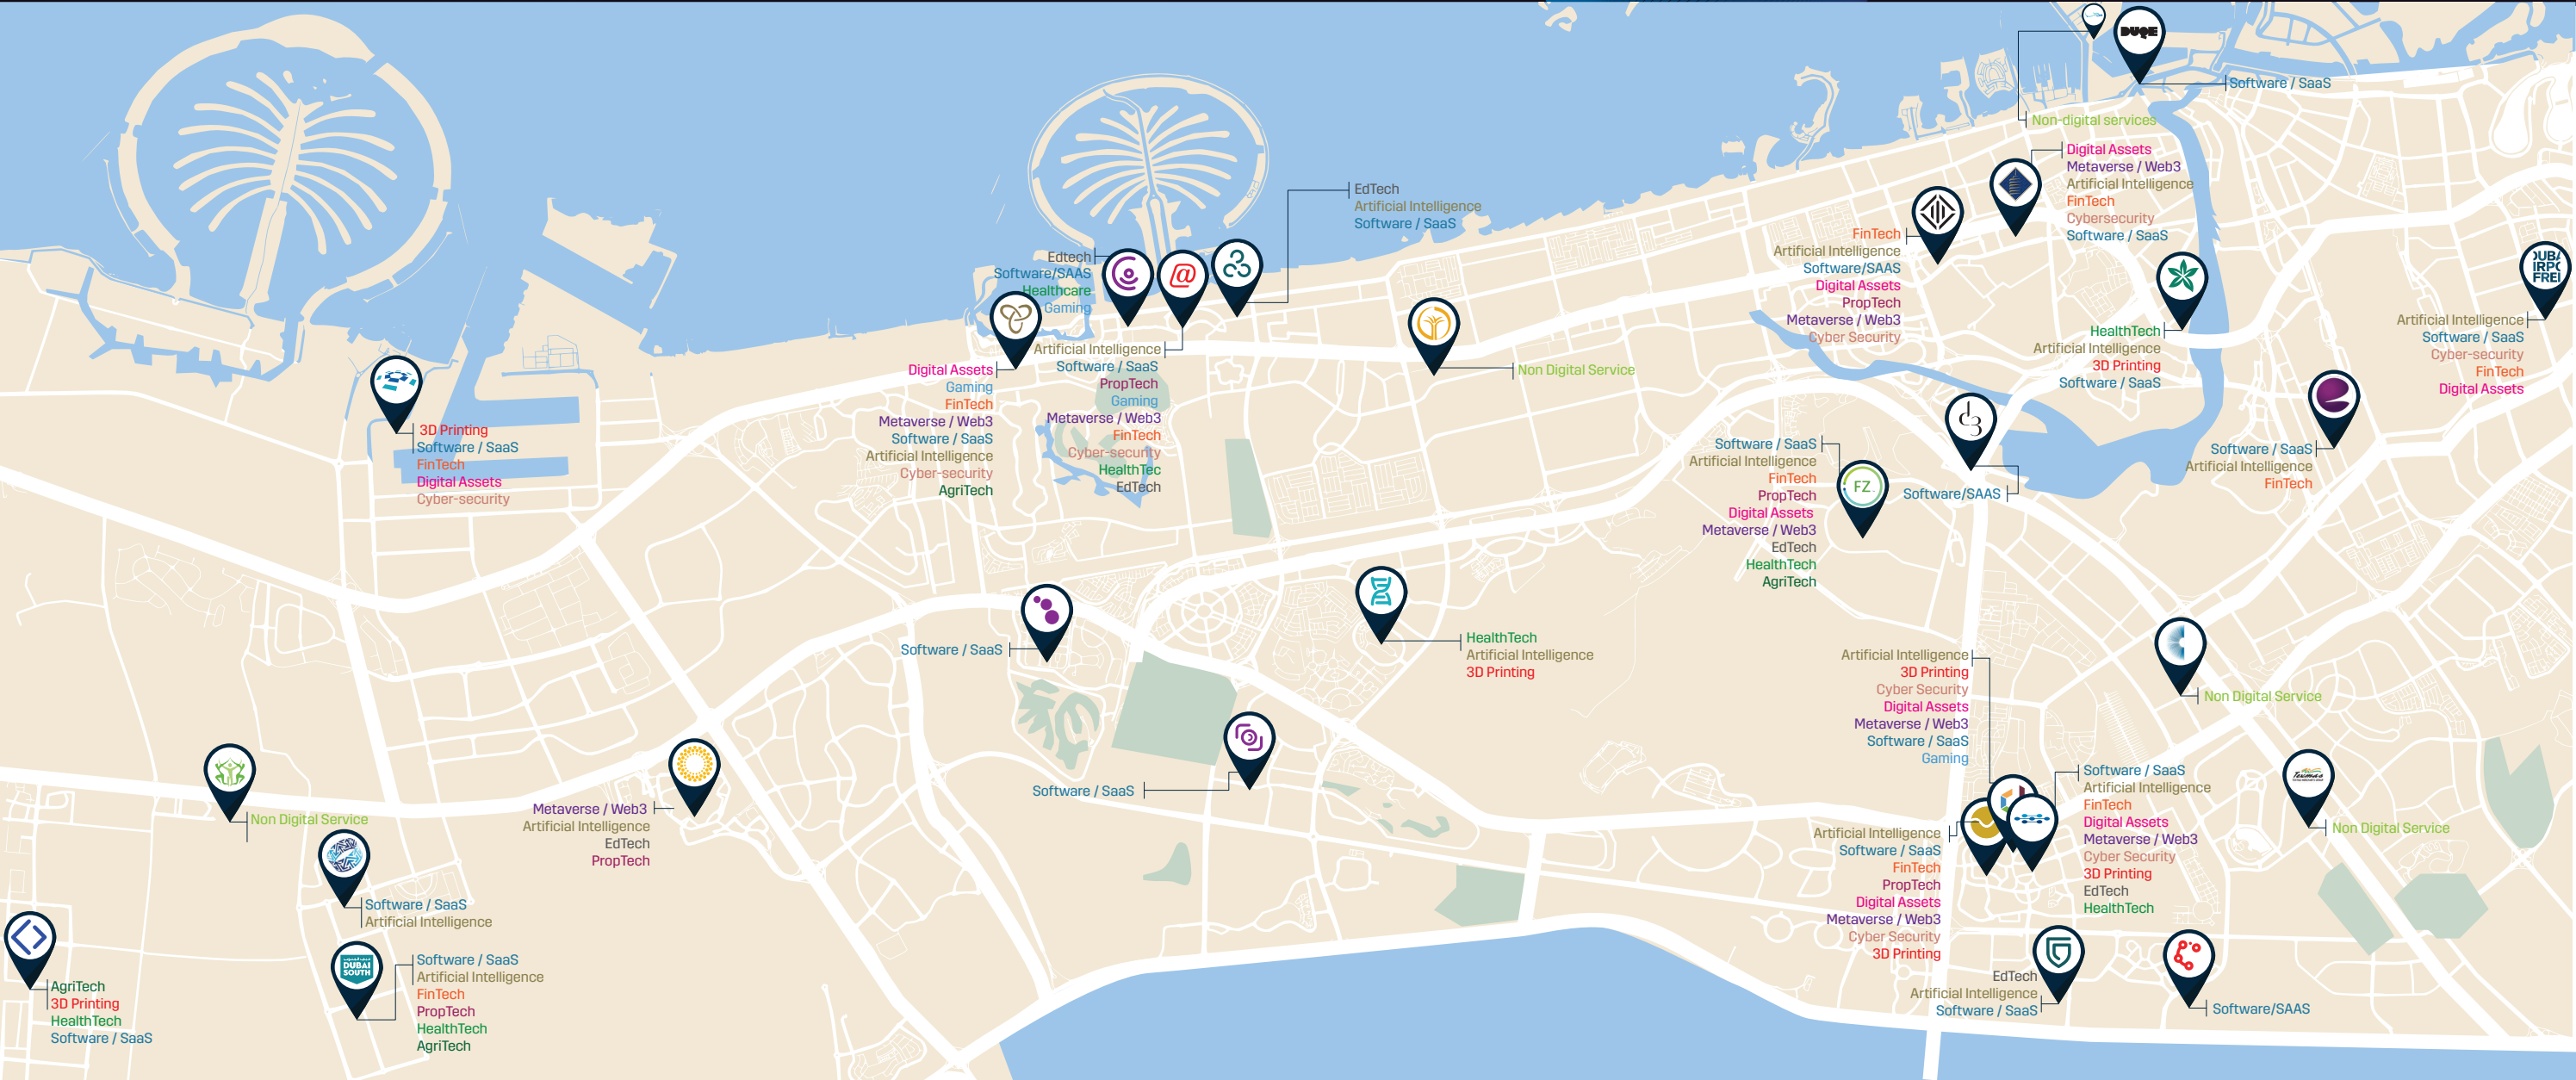 DUQE
Software / SaaS
Non-digital services
Digital Assets
Metaverse / Web3
Artificial Intelligence
FinTech
Cybersecurity
Software / SaaS
EdTech
Artificial Intelligence
Software / SaaS
Edtech
Software/SAAS
Healthcare
Gaming
@
FinTech
Artificial Intelligence
Software/SAAS
Digital Assets
PropTech
Metaverse / Web3
Cyber Security
HealthTech
Artificial Intelligence
3D Printing
Software / SaaS
DUBA
IRPO
FREI
Artificial Intelligence
Software / SaaS
Cyber-security
FinTech
Digital Assets
3D Printing
Software / SaaS
FinTech
Digital Assets
Cyber-security
Digital Assets
Gaming
FinTech
Metaverse / Web3
Software / SaaS
Artificial Intelligence
Cyber-security
AgriTech
Artificial Intelligence
Software / SaaS
PropTech
Gaming
Metaverse / Web3
FinTech
Cyber-security
HealthTec
EdTech
Non Digital Service
d3
Software/SAAS
Software / SaaS
Artificial Intelligence
FinTech
Software / SaaS
Artificial Intelligence
FinTech
PropTech
Digital Assets
Metaverse / Web3
EdTech
HealthTech
AgriTech
FZ
Software / SaaS
HealthTech
Artificial Intelligence
3D Printing
Non Digital Service
Artificial Intelligence
3D Printing
Cyber Security
Digital Assets
Metaverse / Web3
Software / SaaS
Gaming
Software / SaaS
Non Digital Service
Metaverse / Web3
Artificial Intelligence
EdTech
PropTech
Software / SaaS
Artificial Intelligence
FinTech
Digital Assets
Metaverse / Web3
Cyber Security
3D Printing
EdTech
HealthTech
Non Digital Service
Artificial Intelligence
Software / SaaS
FinTech
PropTech
Digital Assets
Metaverse / Web3
Cyber Security
3D Printing
Software / SaaS
Artificial Intelligence
DUBAI
SOUTH
Software / SaaS
Artificial Intelligence
FinTech
PropTech
HealthTech
AgriTech
AgriTech
3D Printing
HealthTech
Software / SaaS
EdTech
Artificial Intelligence
Software / SaaS
Software/SAAS